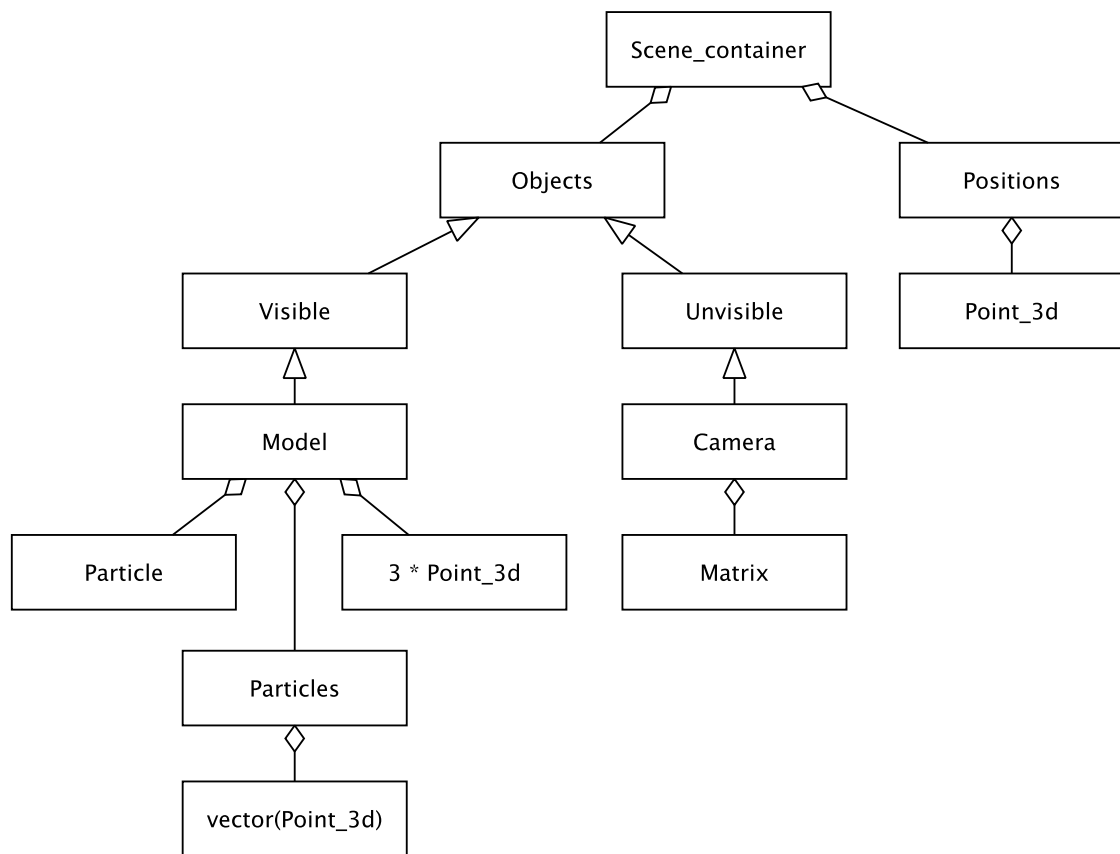 Scene_container
Objects
Positions
Visible
Unvisible
Point_3d
Model
Camera
Particle
3 * Point_3d
Matrix
Particles
vector(Point_3d)